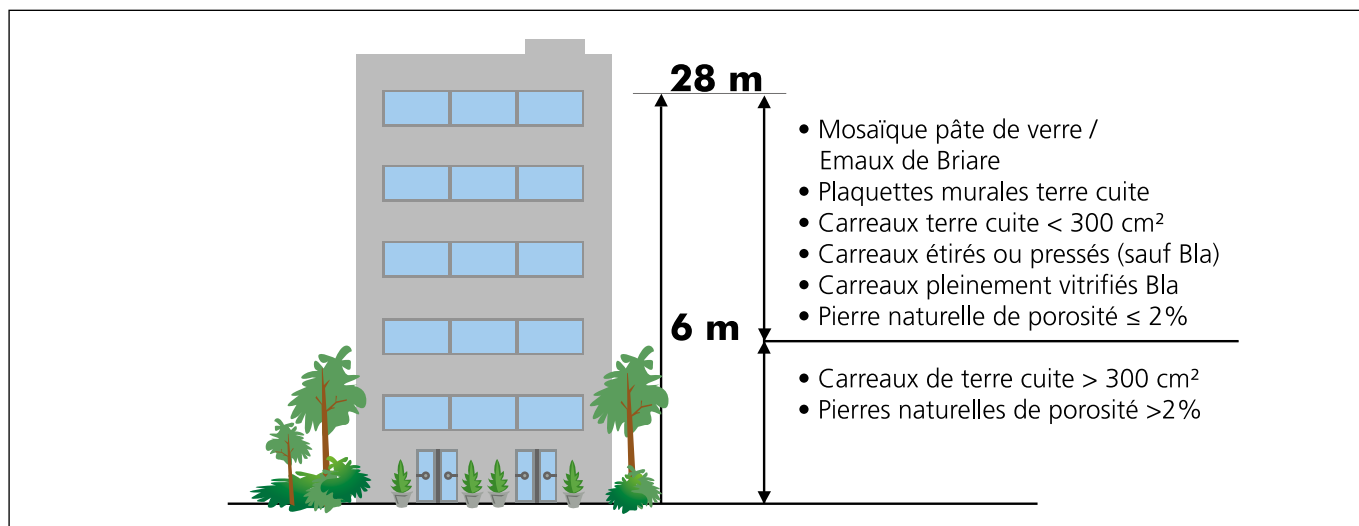 28 m
• Mosaïque pâte de verre /
Emaux de Briare
• Plaquettes murales terre cuite
• Carreaux terre cuite < 300 cm²
• Carreaux étirés ou pressés (sauf Bla)
• Carreaux pleinement vitrifiés Bla
• Pierre naturelle de porosité ≤ 2%
6 m
• Carreaux de terre cuite > 300 cm²
• Pierres naturelles de porosité >2%